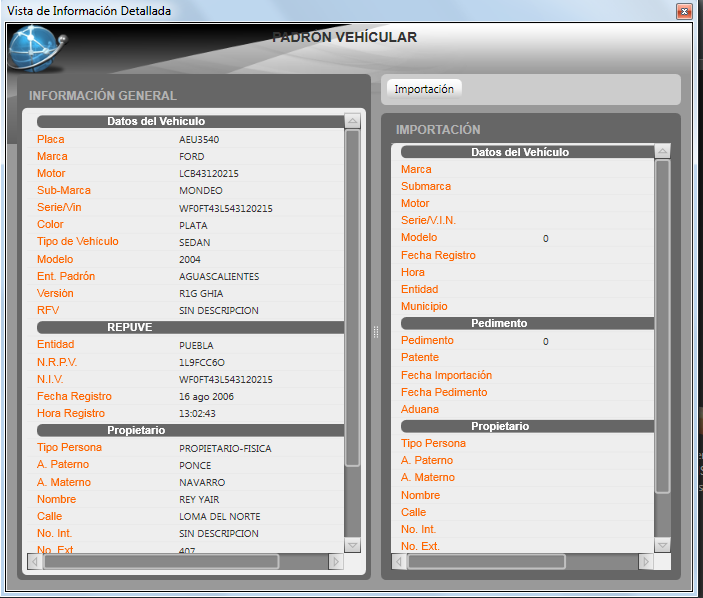 Vista de Información Detallada
PADRON VEHÍCULAR
INFORMACIÓN GENERAL
Datos del Vehículo
Placa AEU3540
Marca FORD
Motor LCB43120215
Sub-Marca MONDEO
Serie/Vin WF0FT43L543120215
Color PLATA
Tipo de Vehículo SEDAN
Modelo 2004
Ent. Padrón AGUASCALIENTES
Versión R1G GHIA
RFV SIN DESCRIPCION
REPUVE
Entidad PUEBLA
N.R.P.V. 1L9FCC6O
N.I.V. WF0FT43L543120215
Fecha Registro 16 ago 2006
Hora Registro 13:02:43
Propietario
Tipo Persona PROPIETARIO-FISICA
A. Paterno PONCE
A. Materno NAVARRO
Nombre REY YAIR
Calle LOMA DEL NORTE
No. Int. SIN DESCRIPCION
No. Ext 407
Importación
IMPORTACIÓN
Datos del Vehículo
Marca
Submarca
Motor
Serie/V.I.N.
Modelo 0
Fecha Registro
Hora
Entidad
Municipio
Pedimento
Pedimento 0
Patente
Fecha Importación
Fecha Pedimento
Aduana
Propietario
Tipo Persona
A. Paterno
A. Materno
Nombre
Calle
No. Int.
No. Ext.